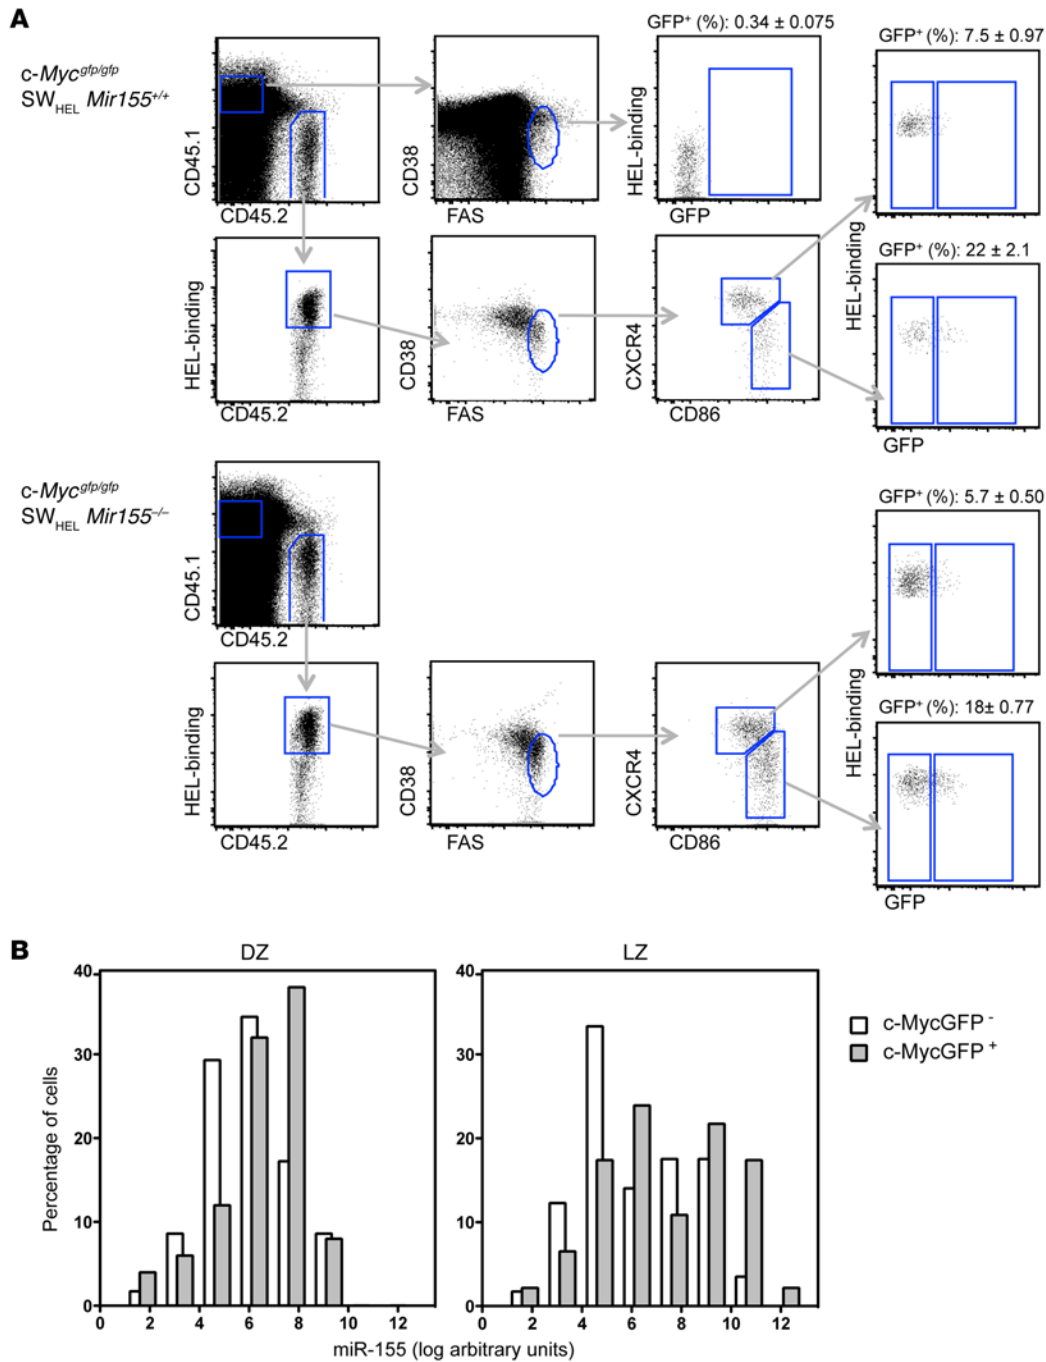 A
c-Myc^gfp/gfp
SW_HEL Mir155^+/+
GFP⁺ (%): 0.34 ± 0.075
GFP⁺ (%): 7.5 ± 0.97
CD45.1
CD45.2
CD38
FAS
HEL-binding
GFP
GFP⁺ (%): 22 ± 2.1
HEL-binding
HEL-binding
CD45.2
CD38
FAS
CXCR4
CD86
GFP
c-Myc^gfp/gfp
SW_HEL Mir155^–/–
CD45.1
CD45.2
GFP⁺ (%): 5.7 ± 0.50
HEL-binding
GFP⁺ (%): 18± 0.77
HEL-binding
CD45.2
CD38
FAS
CXCR4
CD86
GFP
B
DZ
LZ
Percentage of cells
40
30
20
10
0
0 2 4 6 8 10 12
40
30
20
10
0
0 2 4 6 8 10 12
miR-155 (log arbitrary units)
c-MycGFP ⁻
c-MycGFP ⁺